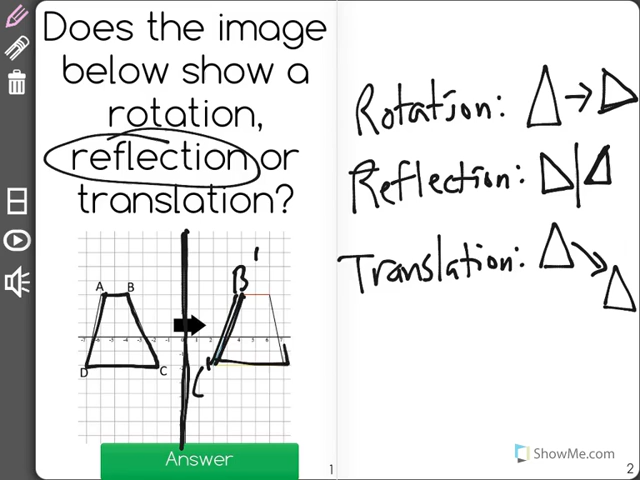 Does the image
below show a
rotation,
reflection or
translation?
A B
B'
D C
C'
Answer
1
Rotation:
Reflection:
Translation:
ShowMe.com
2